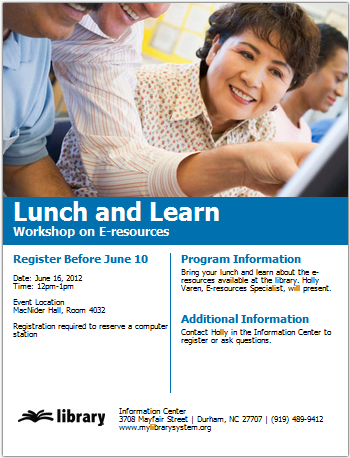 Lunch and Learn
Workshop on E-resources
Register Before June 10
Date: June 16, 2012
Time: 12pm-1pm
Event Location
MacNider Hall, Room 4032
Registration required to reserve a computer
station
Program Information
Bring your lunch and learn about the e-
resources available at the library. Holly
Varen, E-resources Specialist, will present.
Additional Information
Contact Holly in the Information Center to
register or ask questions.
library
Information Center
3708 Mayfair Street | Durham, NC 27707 | (919) 489-9412
www.mylibrarysystem.org